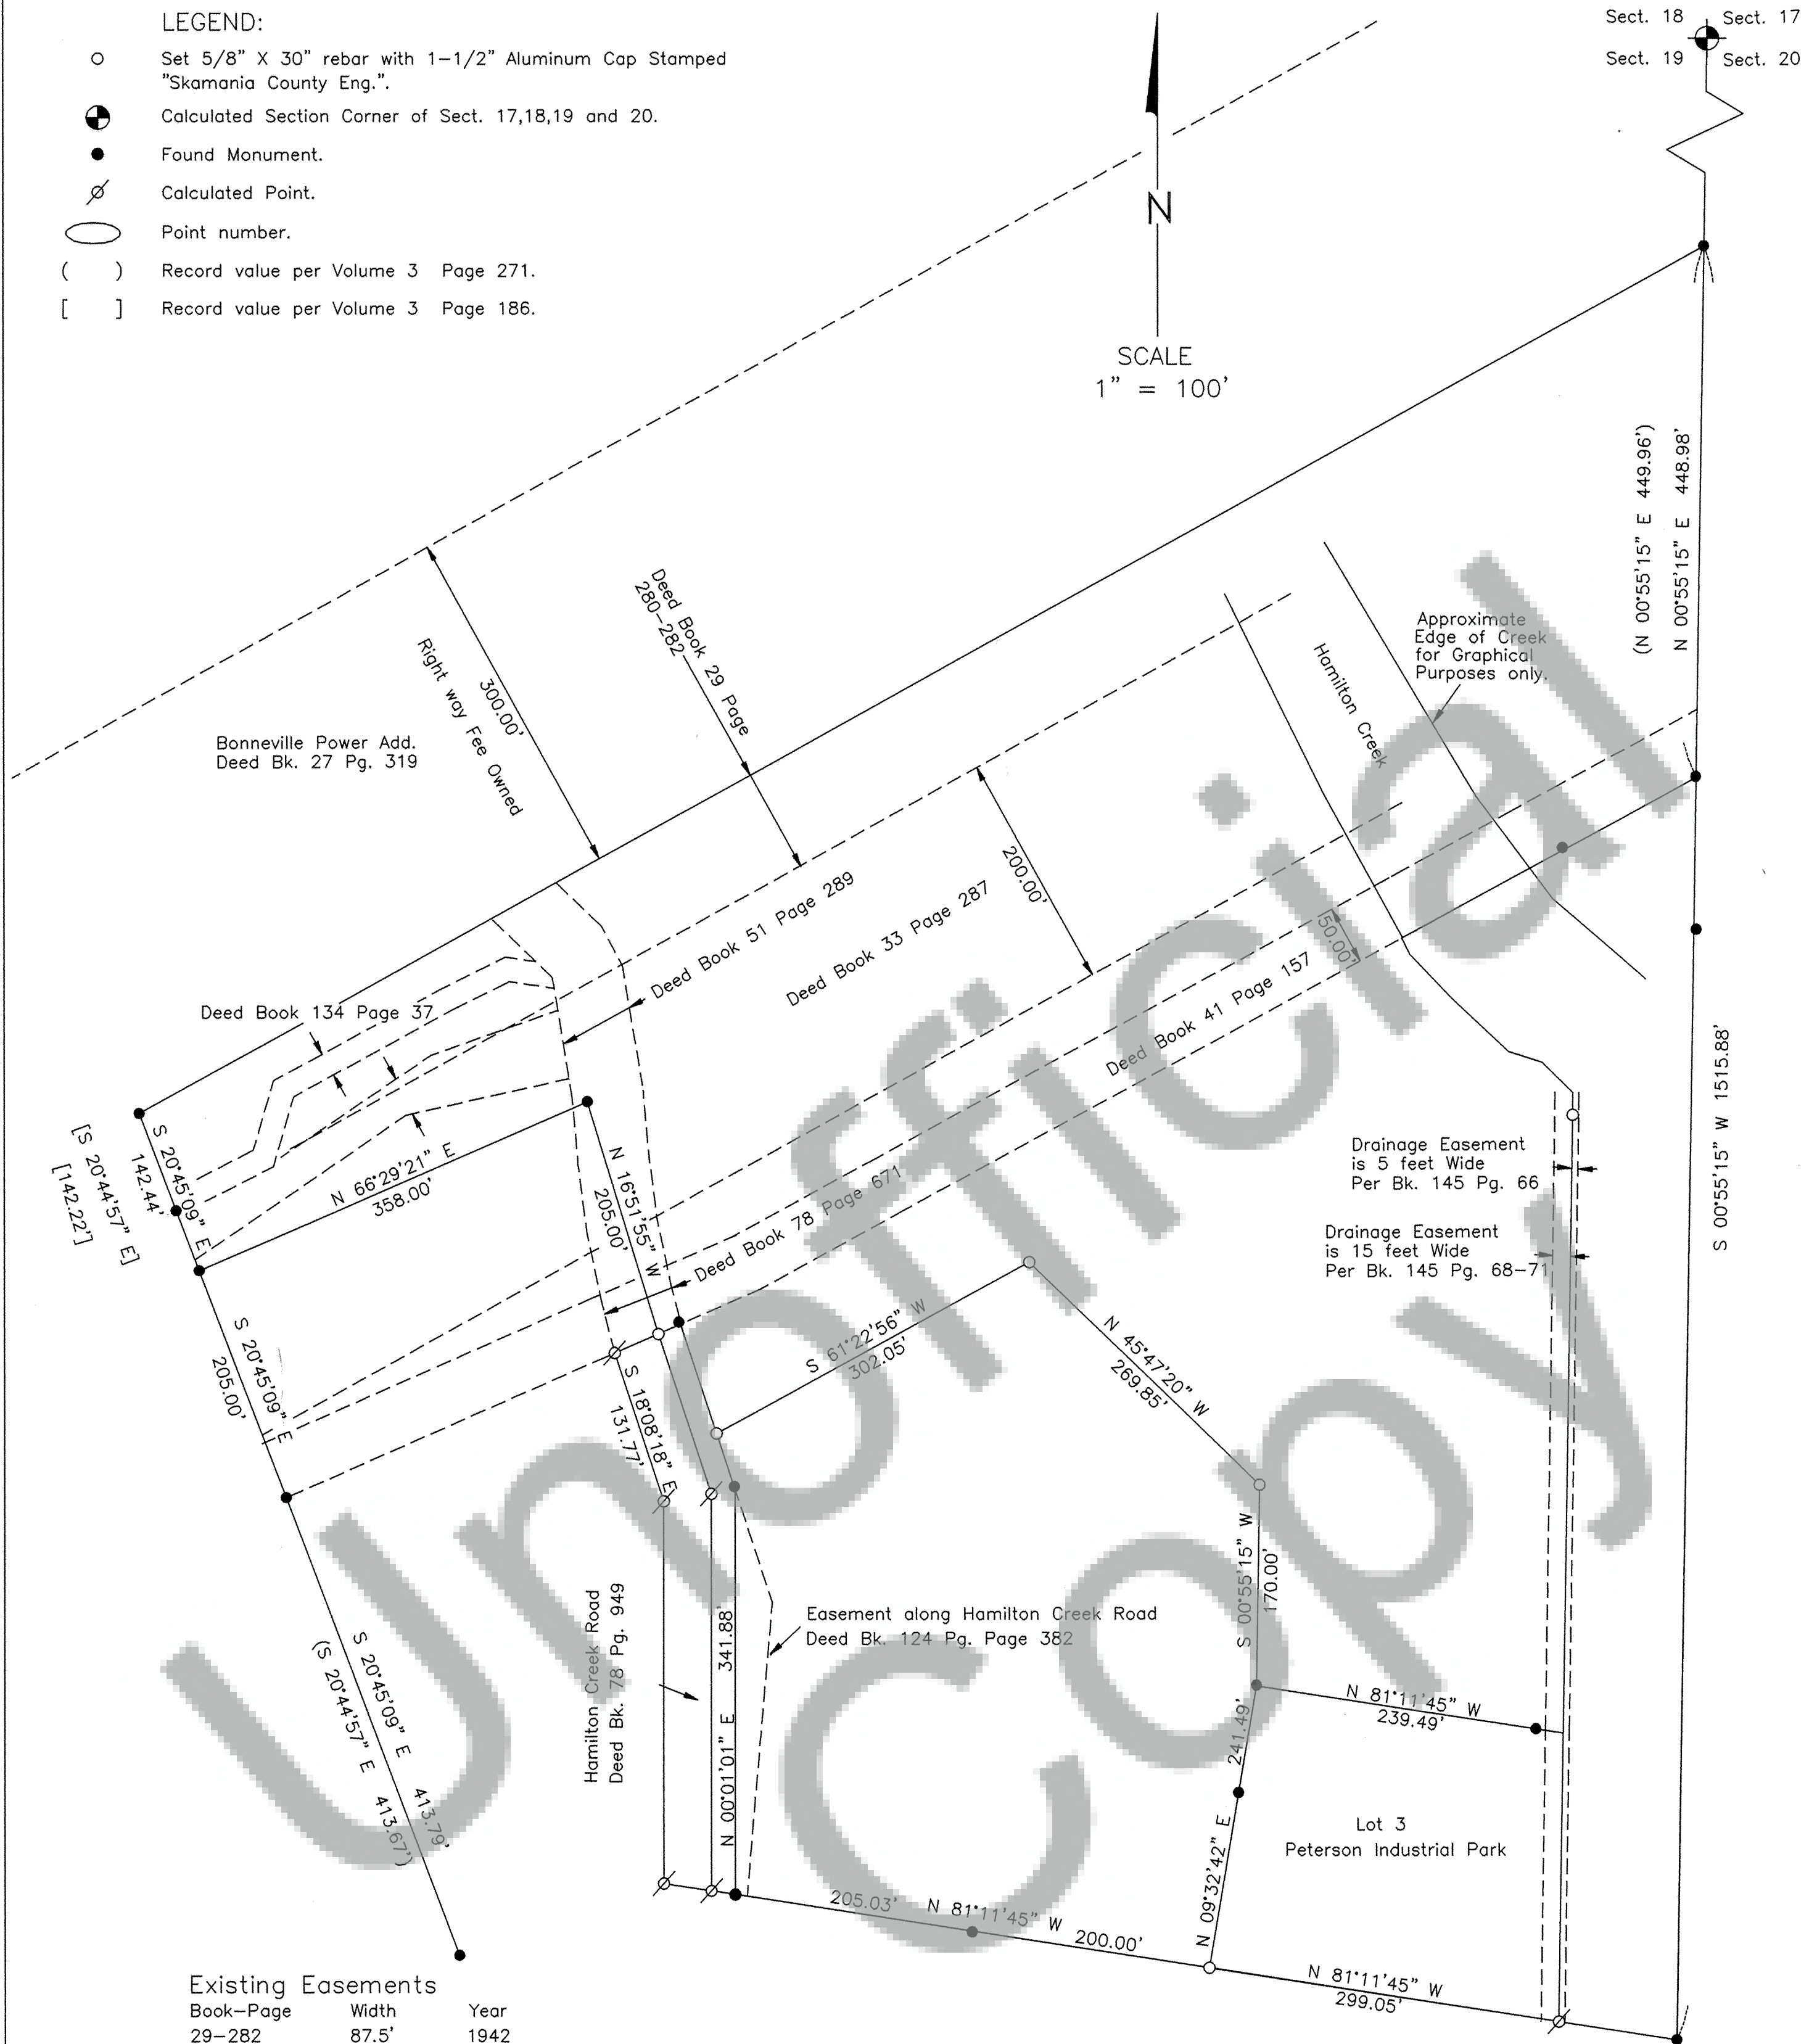 LEGEND:
Set 5/8" X 30" rebar with 1-1/2" Aluminum Cap Stamped
"Skamania County Eng.".
Calculated Section Corner of Sect. 17,18,19 and 20.
Found Monument.
Calculated Point.
Point number.
( ) Record value per Volume 3 Page 271.
[ ] Record value per Volume 3 Page 186.
Sect. 18 Sect. 17
Sect. 19 Sect. 20
N
SCALE
1" = 100'
(N 00°55'15" E 449.96')
N 00°55'15" E 448.98'
Approximate
Edge of Creek
for Graphical
Purposes only.
Hamilton Creek
Deed Book 29 Page
280-282
300.00'
Right way Fee Owned
Bonneville Power Add.
Deed Bk. 27 Pg. 319
200.00'
Deed Book 51 Page 289
Deed Book 33 Page 287
50.00'
Deed Book 41 Page 157
Deed Book 134 Page 37
S 20°45'09" E
142.44'
[S 20°44'57" E]
[142.22']
N 66°29'21" E
358.00'
N 16°51'55" W
205.00'
Deed Book 78 Page 671
Drainage Easement
is 5 feet Wide
Per Bk. 145 Pg. 66
Drainage Easement
is 15 feet Wide
Per Bk. 145 Pg. 68-71
S 00°55'15" W 1515.88'
S 20°45'09" E
205.00'
S 61°22'56" W
302.05'
N 45°47'20" W
269.85'
S 18°08'18" E
131.77'
S 00°55'15" W
170.00'
Hamilton Creek Road
Deed Bk. 78 Pg. 949
341.88'
N 00°01'01" E
Easement along Hamilton Creek Road
Deed Bk. 124 Pg. Page 382
S 20°45'09" E 413.79'
(S 20°44'57" E 413.67')
N 81°11'45" W
239.49'
241.49'
N 09°32'42" E
Lot 3
Peterson Industrial Park
205.03' N 81°11'45" W
200.00'
N 81°11'45" W
299.05'
Existing Easements
Book-Page Width Year
29-282 87.5' 1942
Unofficial
Copy